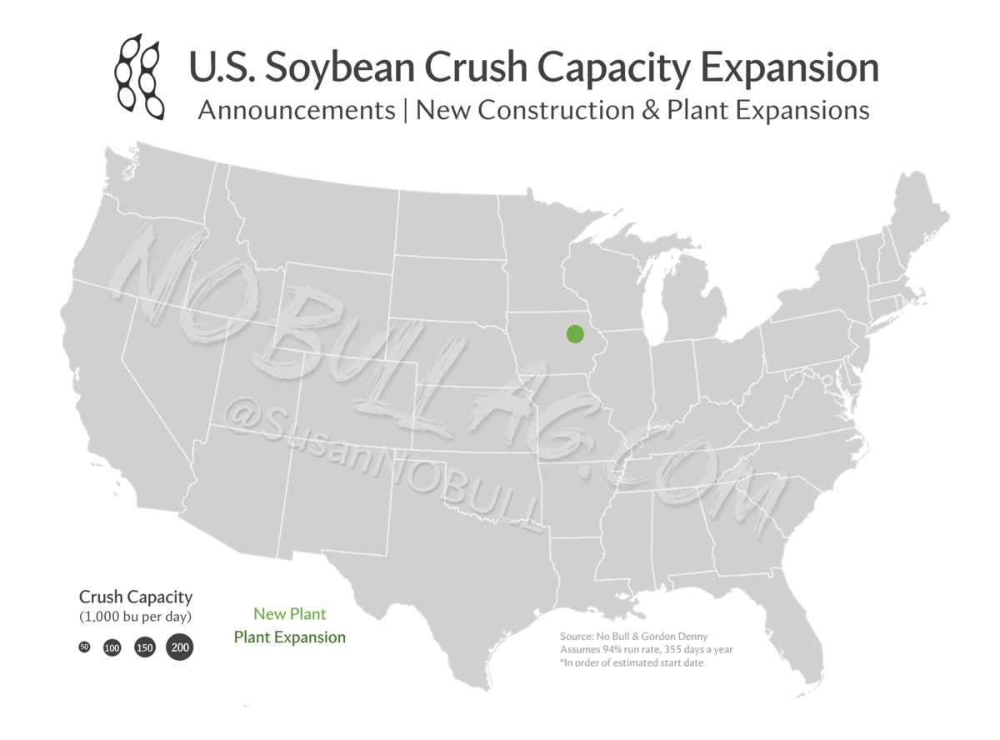 U.S. Soybean Crush Capacity Expansion
Announcements | New Construction & Plant Expansions
NOBULLAG.COM
@SusanNOBULL
Crush Capacity
(1,000 bu per day)
50 100 150 200
New Plant
Plant Expansion
Source: No Bull & Gordon Denny
Assumes 94% run rate, 355 days a year
*In order of estimated start date